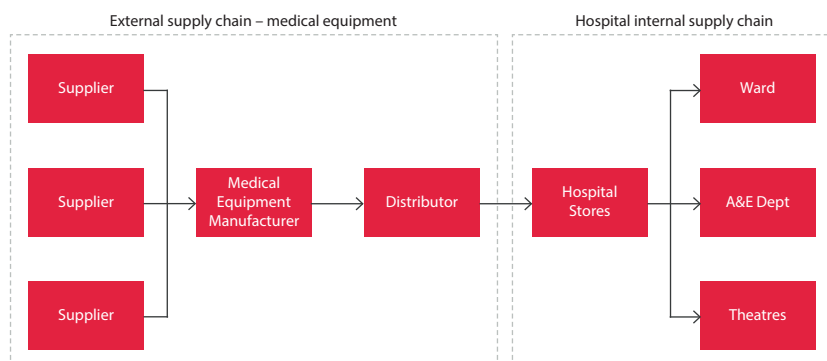 External supply chain – medical equipment
Hospital internal supply chain
Supplier
Ward
Supplier
Medical
Equipment
Manufacturer
Distributor
Hospital
Stores
A&E Dept
Supplier
Theatres